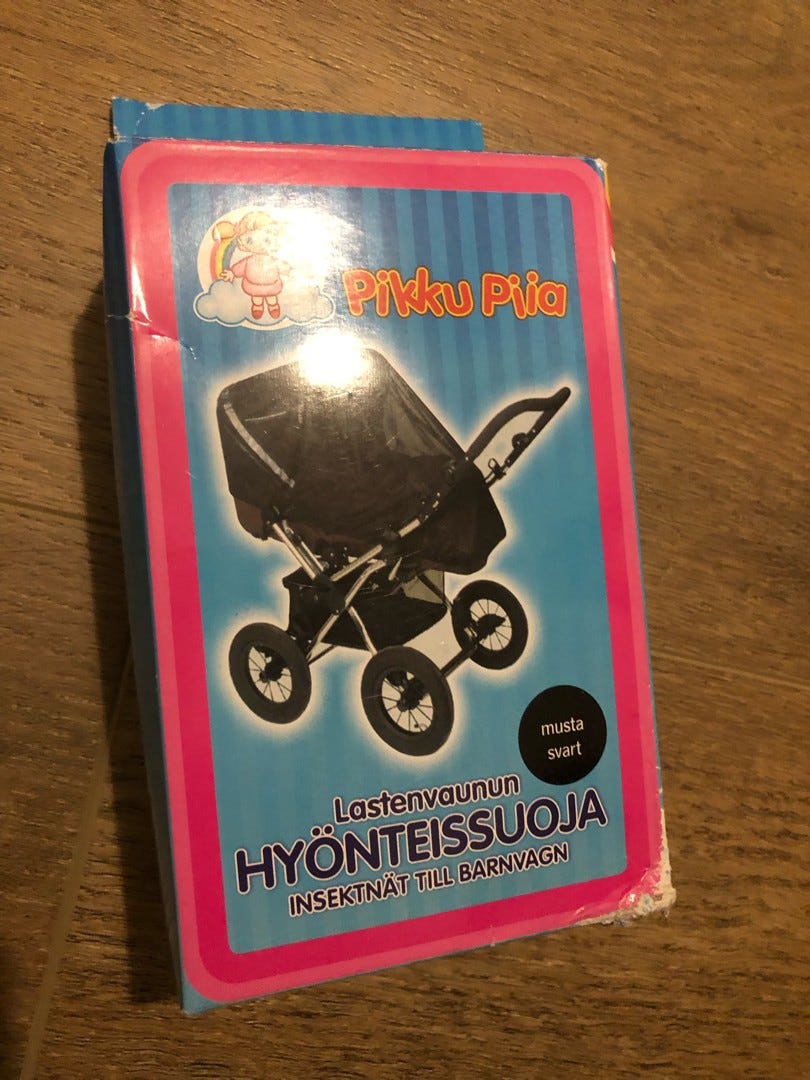 Pikku Piia
musta
svart
Lastenvaunun
HYÖNTEISSUOJA
INSEKTNÄT TILL BARNVAGN